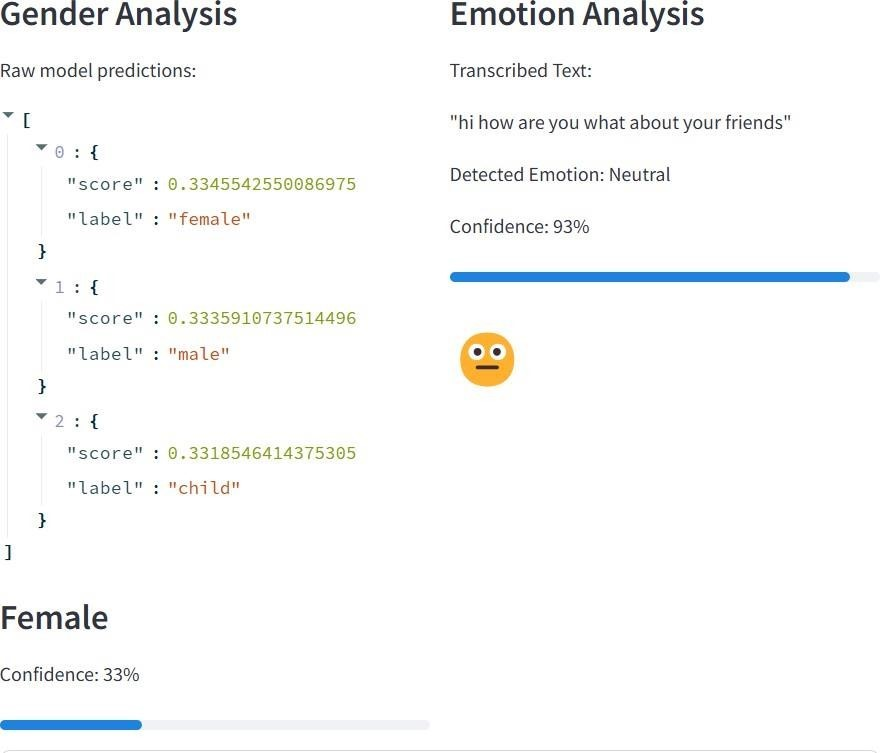 Gender Analysis
Raw model predictions:
[
0 : {
"score" : 0.3345542550086975
"label" : "female"
}
1 : {
"score" : 0.3335910737514496
"label" : "male"
}
2 : {
"score" : 0.3318546414375305
"label" : "child"
}
]
Female
Confidence: 33%
Emotion Analysis
Transcribed Text:
"hi how are you what about your friends"
Detected Emotion: Neutral
Confidence: 93%